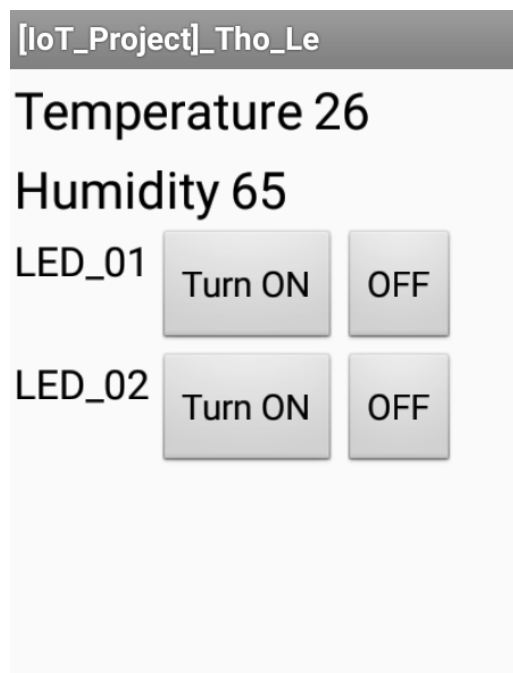 [IoT_Project]_Tho_Le
Temperature 26
Humidity 65
LED_01 Turn ON OFF
LED_02 Turn ON OFF